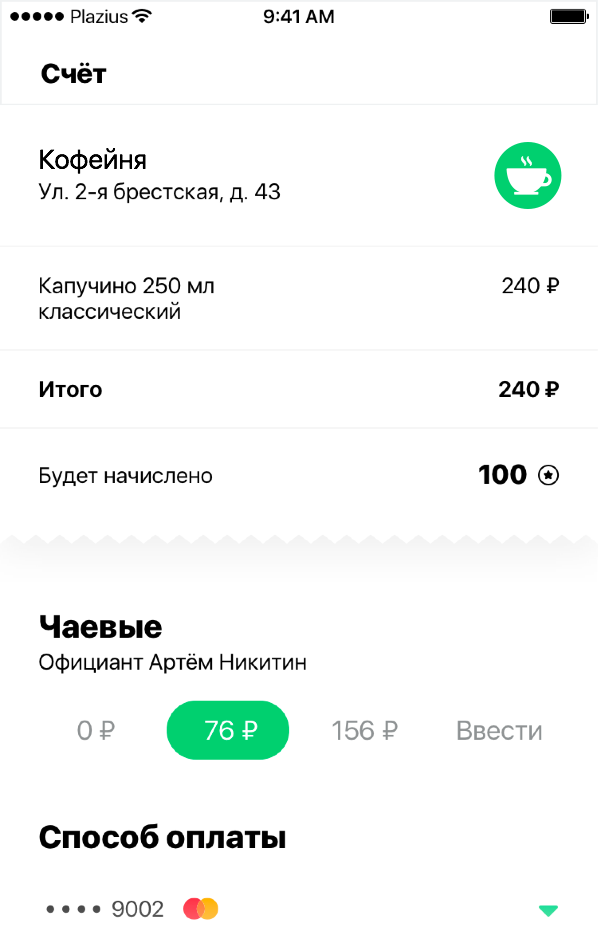 Plazius 9:41 AM
Счёт
Кофейня
Ул. 2-я брестская, д. 43
Капучино 250 мл 240 ₽
классический
Итого 240 ₽
Будет начислено 100
Чаевые
Официант Артём Никитин
0 ₽ 76 ₽ 156 ₽ Ввести
Способ оплаты
•••• 9002